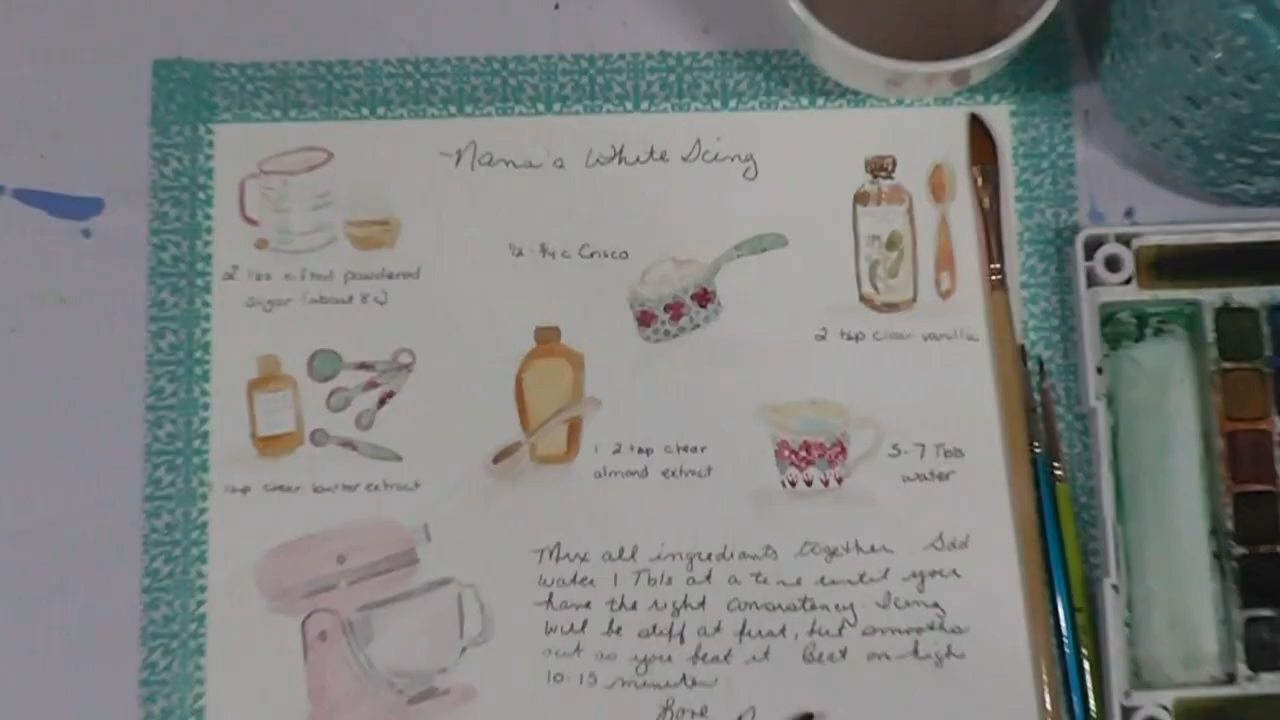 Nana's White Icing
2 lbs sifted powdered
sugar (about 8 c)
1/2 - 3/4 c Crisco
2 tsp clear vanilla
1 tsp clear butter extract
1 2 tsp clear
almond extract
5-7 Tbls
water
Mix all ingredients together Add
water 1 Tbls at a time until you
have the right consistency. Icing
will be stiff at first, but smooths
out as you beat it Beat on high
10-15 minutes
Love